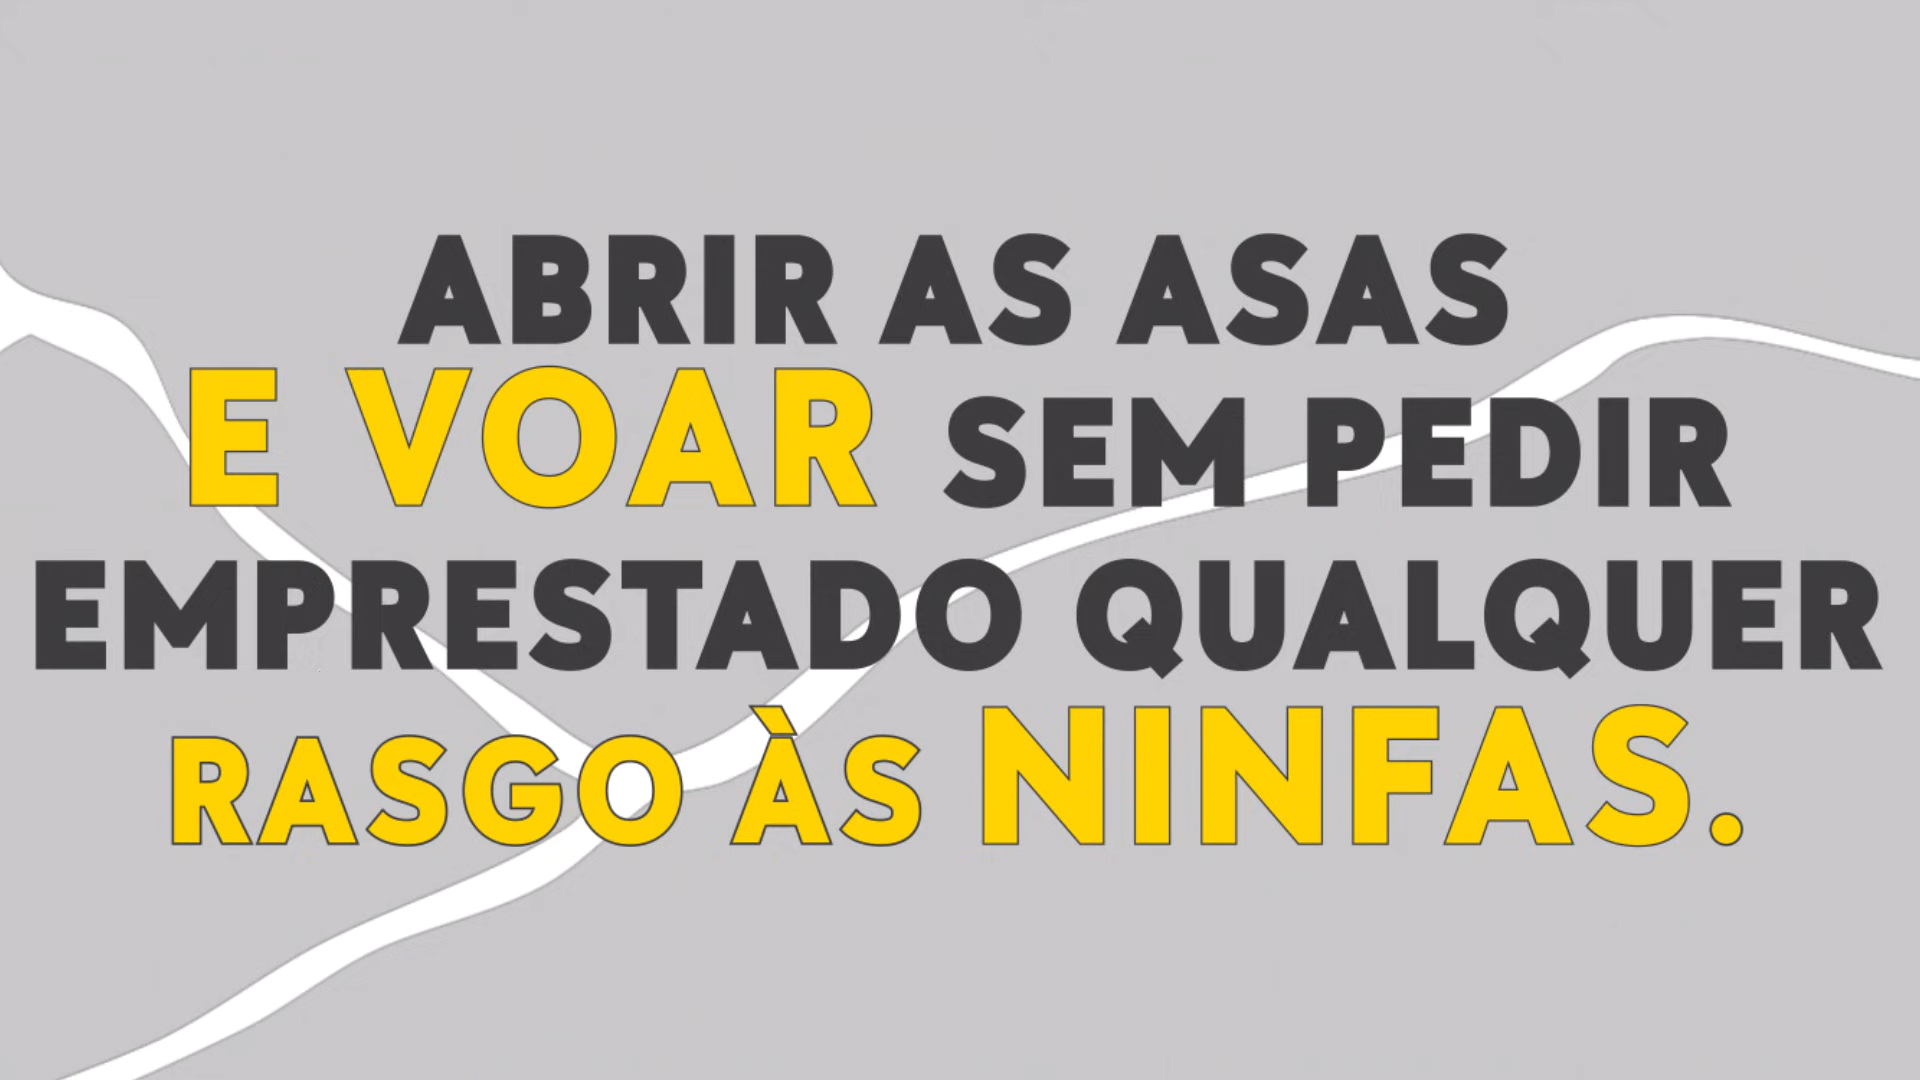 ABRIR AS ASAS
E VOAR SEM PEDIR
EMPRESTADO QUALQUER
RASGO ÀS NINFAS.